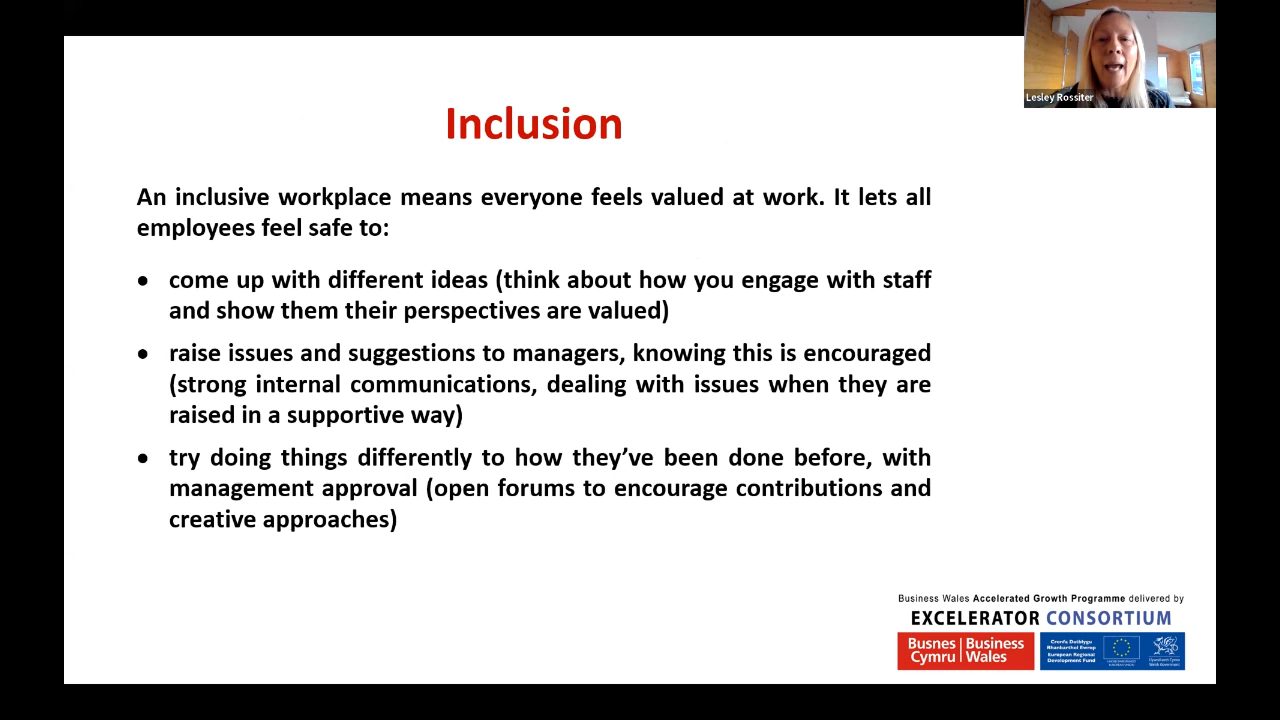 Lesley Rossiter
Inclusion
An inclusive workplace means everyone feels valued at work. It lets all
employees feel safe to:
• come up with different ideas (think about how you engage with staff
and show them their perspectives are valued)
• raise issues and suggestions to managers, knowing this is encouraged
(strong internal communications, dealing with issues when they are
raised in a supportive way)
• try doing things differently to how they’ve been done before, with
management approval (open forums to encourage contributions and
creative approaches)
Business Wales Accelerated Growth Programme delivered by
EXCELERATOR CONSORTIUM
Busnes Cymru
Business Wales
Cronfa Datblygu
Rhanbarthol Ewrop
European Regional
Development Fund
Llywodraeth Cymru
Welsh Government